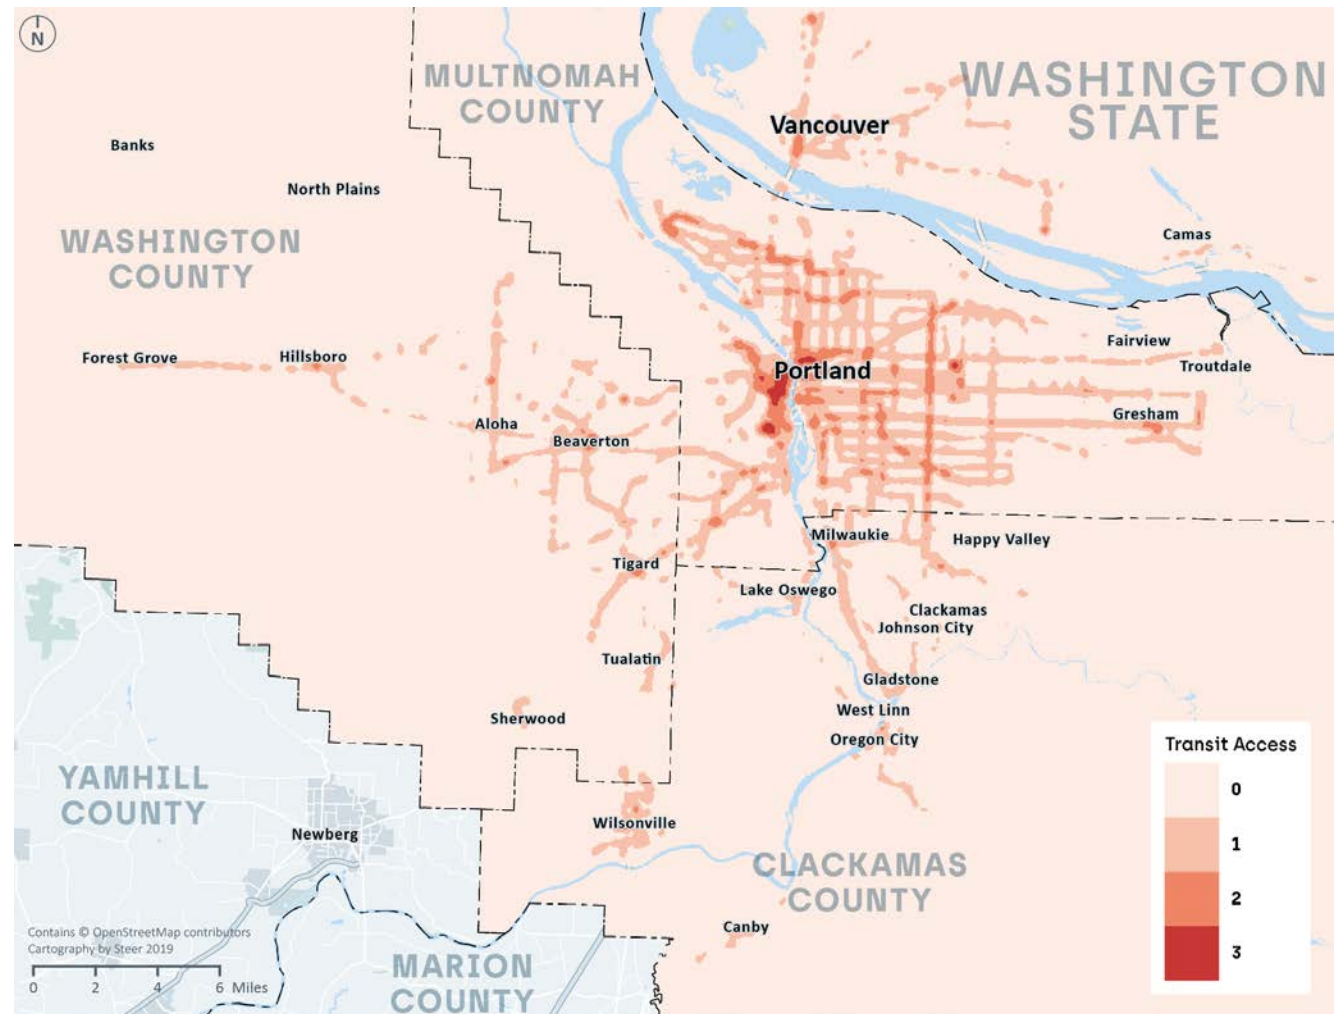 N
MULTNOMAH
COUNTY
WASHINGTON
STATE
Vancouver
Banks
North Plains
WASHINGTON
COUNTY
Camas
Forest Grove
Hillsboro
Portland
Fairview
Troutdale
Aloha
Beaverton
Gresham
Milwaukie
Happy Valley
Tigard
Lake Oswego
Clackamas
Johnson City
Tualatin
Gladstone
Sherwood
West Linn
Oregon City
YAMHILL
COUNTY
Newberg
Wilsonville
CLACKAMAS
COUNTY
Canby
MARION
COUNTY
Transit Access
0
1
2
3
Contains © OpenStreetMap contributors
Cartography by Steer 2019
0 2 4 6 Miles